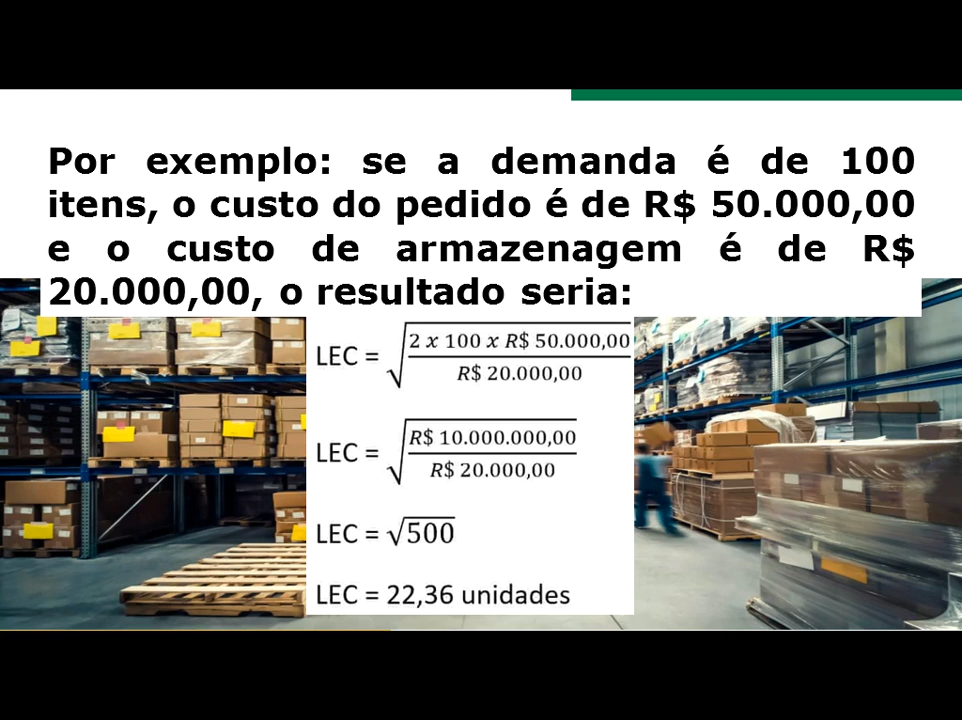 Por exemplo: se a demanda é de 100
itens, o custo do pedido é de R$ 50.000,00
e o custo de armazenagem é de R$
20.000,00, o resultado seria:
LEC = √(2 x 100 x R$ 50.000,00 / R$ 20.000,00)
LEC = √(R$ 10.000.000,00 / R$ 20.000,00)
LEC = √500
LEC = 22,36 unidades